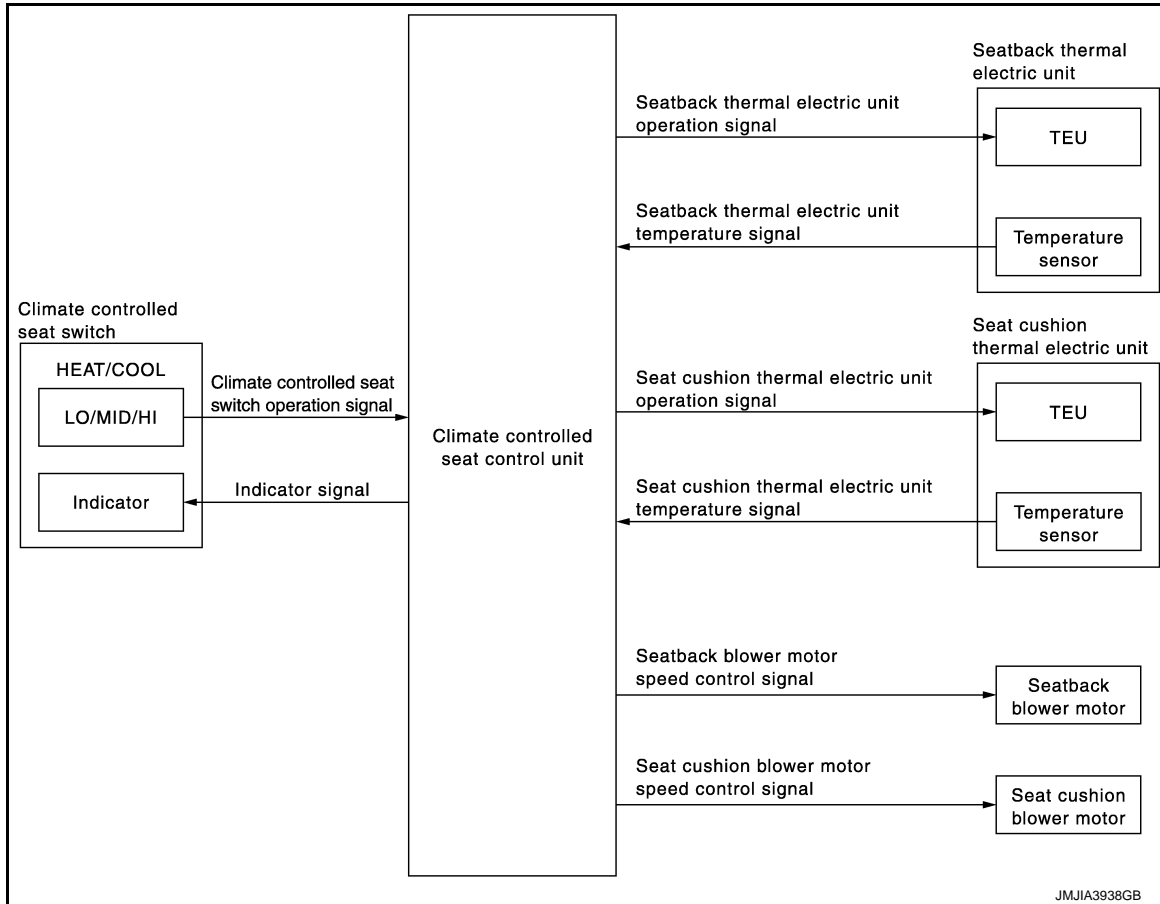 Seatback thermal
electric unit
Seatback thermal electric unit
operation signal
TEU
Seatback thermal electric unit
temperature signal
Temperature
sensor
Climate controlled
seat switch
HEAT/COOL
LO/MID/HI
Climate controlled seat
switch operation signal
Indicator
Indicator signal
Climate controlled
seat control unit
Seat cushion
thermal electric unit
Seat cushion thermal electric unit
operation signal
TEU
Seat cushion thermal electric unit
temperature signal
Temperature
sensor
Seatback blower motor
speed control signal
Seatback
blower motor
Seat cushion blower motor
speed control signal
Seat cushion
blower motor
JMJIA3938GB